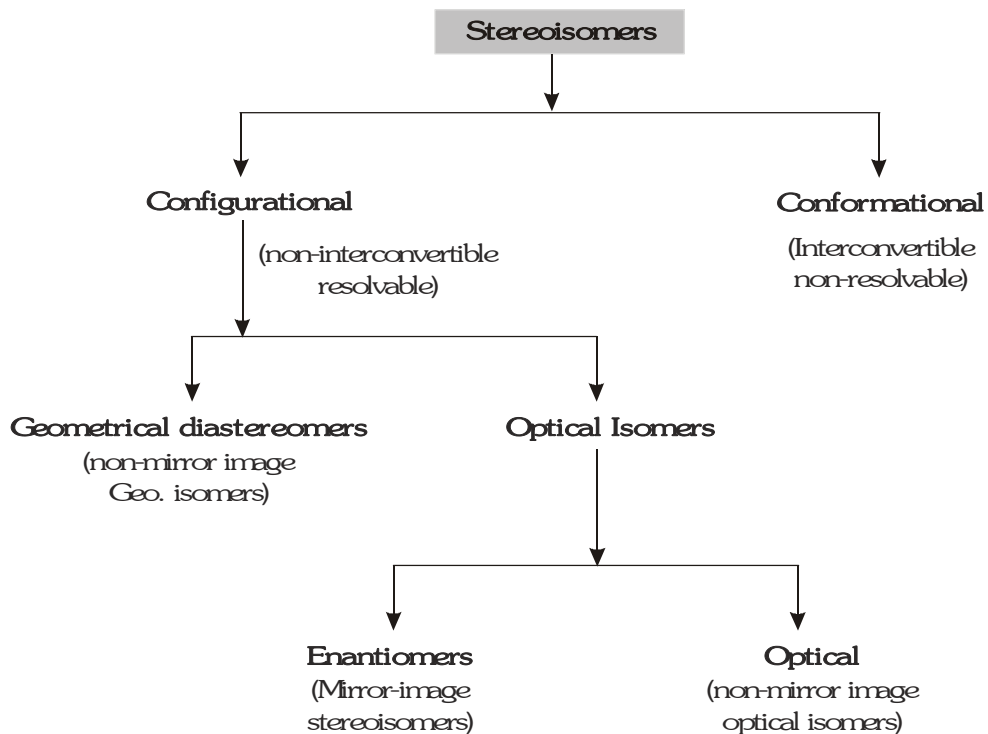 Stereoisomers
Configurational
Conformational
(non-interconvertible
resolvable)
(Interconvertible
non-resolvable)
Geometrical diastereomers
(non-mirror image
Geo. isomers)
Optical Isomers
Enantiomers
(Mirror-image
stereoisomers)
Optical
(non-mirror image
optical isomers)